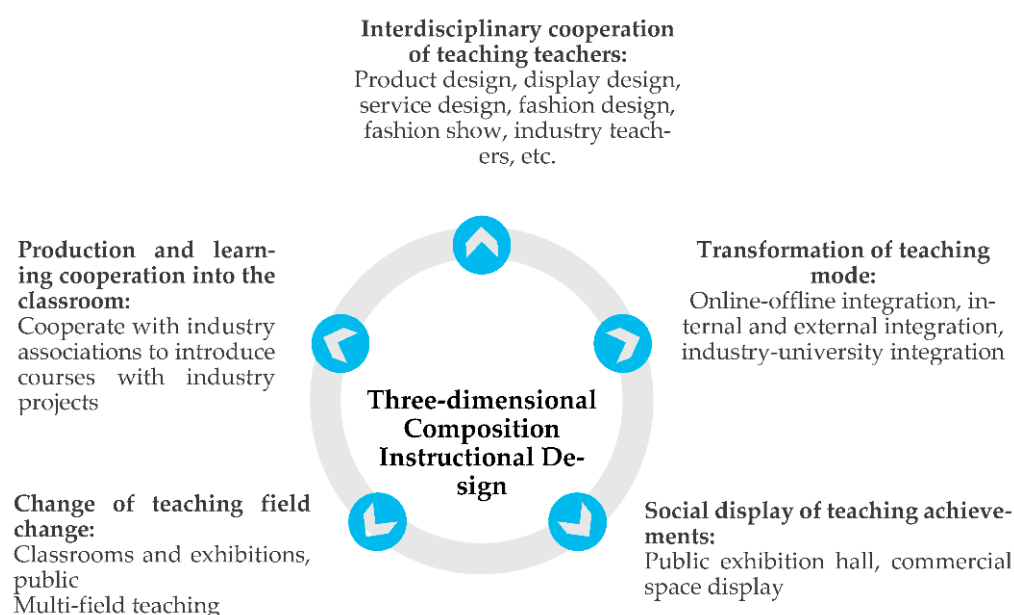 Interdisciplinary cooperation
of teaching teachers:
Product design, display design,
service design, fashion design,
fashion show, industry teach-
ers, etc.
Production and learn-
ing cooperation into the
classroom:
Cooperate with industry
associations to introduce
courses with industry
projects
Transformation of teaching
mode:
Online-offline integration, in-
ternal and external integration,
industry-university integration
Three-dimensional
Composition
Instructional De-
sign
Change of teaching field
change:
Classrooms and exhibitions,
public
Multi-field teaching
Social display of teaching achieve-
ments:
Public exhibition hall, commercial
space display